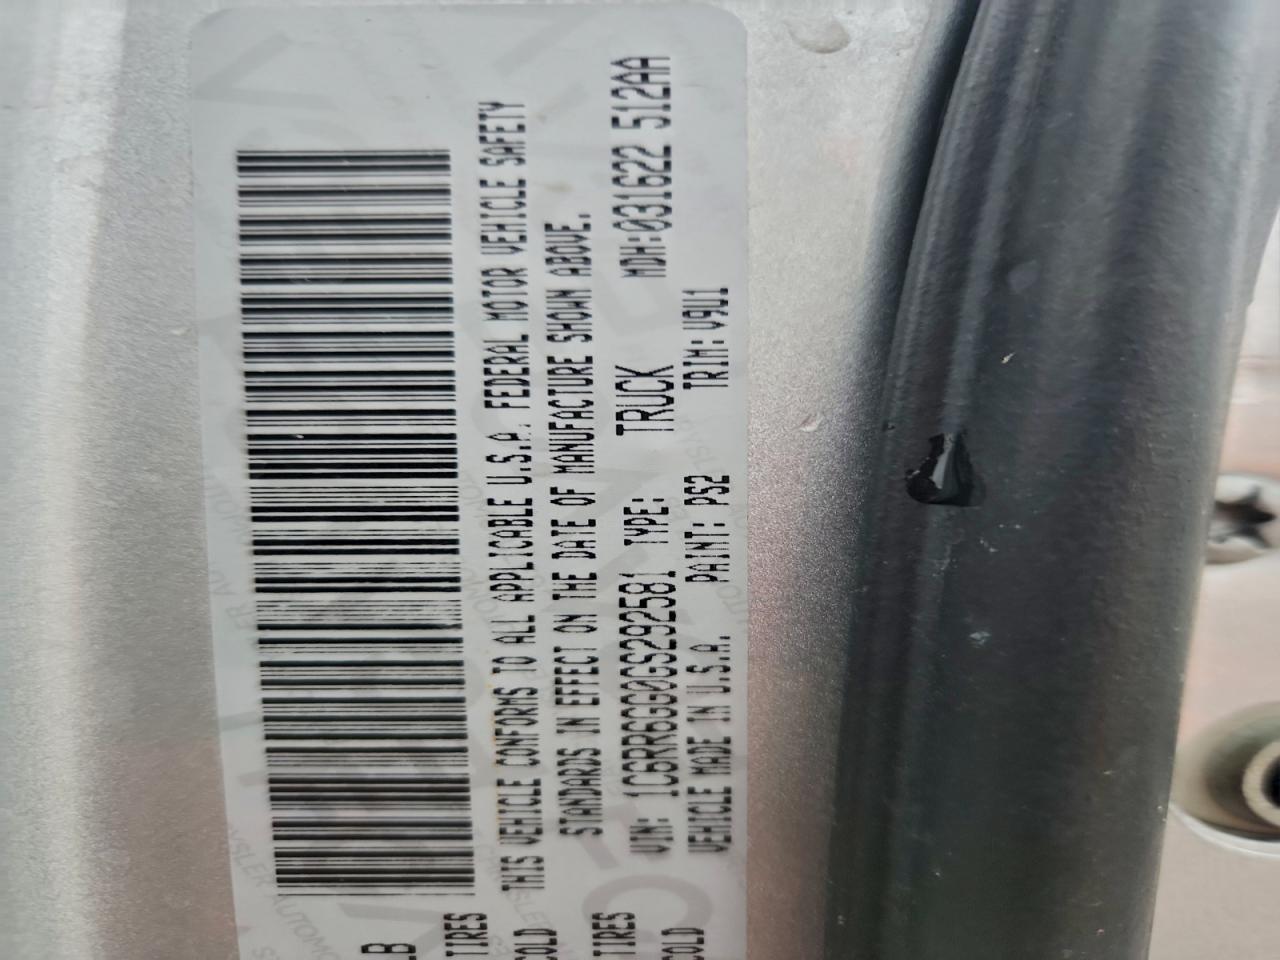 LB
TIRES
COLD
THIS VEHICLE CONFORMS TO ALL APPLICABLE U.S.A. FEDERAL MOTOR VEHICLE SAFETY
STANDARDS IN EFFECT ON THE DATE OF MANUFACTURE SHOWN ABOVE.
TIRES
COLD
VIN: 1C6RR6GG0GS292581 TYPE: TRUCK MDH:031622 512AA
VEHICLE MADE IN U.S.A. PAINT: PS2 TRIM: V9U1